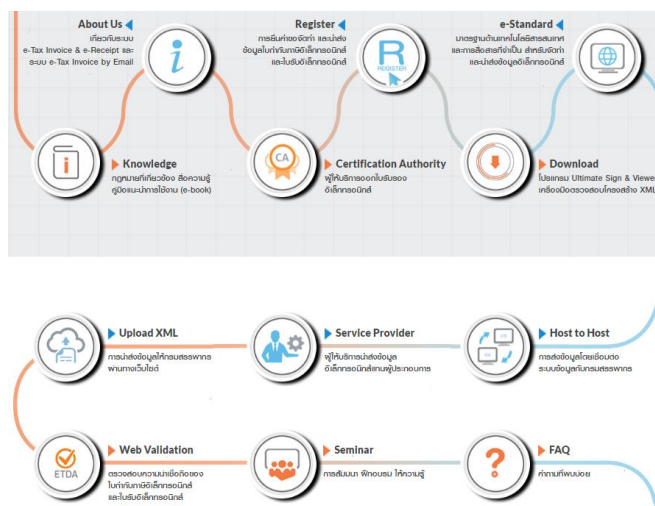 About Us
เกี่ยวกับระบบ
e-Tax Invoice & e-Receipt และ
ระบบ e-Tax Invoice by Email
Register
การยื่นคำขอจัดทำ และนำส่ง
ข้อมูลใบกำกับภาษีอิเล็กทรอนิกส์
และใบรับอิเล็กทรอนิกส์
R
REGISTER
e-Standard
มาตรฐานด้านเทคโนโลยีสารสนเทศ
และการสื่อสารที่จำเป็น สำหรับจัดทำ
และนำส่งข้อมูลอิเล็กทรอนิกส์
Knowledge
กฎหมายที่เกี่ยวข้อง สื่อความรู้
คู่มือแนะนำการใช้งาน (e-book)
CA
Certification Authority
ผู้ให้บริการออกใบรับรอง
อิเล็กทรอนิกส์
Download
โปรแกรม Ultimate Sign & Viewer
เครื่องมือตรวจสอบโครงสร้าง XML
Upload XML
การนำส่งข้อมูลให้กรมสรรพากร
ผ่านทางเว็บไซต์
Service Provider
ผู้ให้บริการนำส่งข้อมูล
อิเล็กทรอนิกส์แทนผู้ประกอบการ
Host to Host
การส่งข้อมูลโดยเชื่อมต่อ
ระบบข้อมูลกับกรมสรรพากร
ETDA
Web Validation
ตรวจสอบความน่าเชื่อถือของ
ใบกำกับภาษีอิเล็กทรอนิกส์
และใบรับอิเล็กทรอนิกส์
Seminar
การสัมมนา ฝึกอบรม ให้ความรู้
FAQ
คำถามที่พบบ่อย